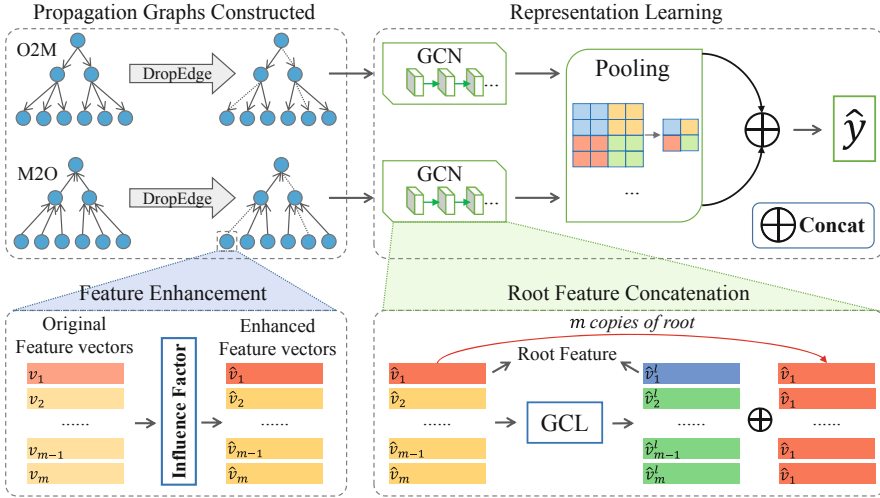 Propagation Graphs Constructed
Representation Learning
O2M
DropEdge
GCN
...
Pooling
...
ŷ
M2O
DropEdge
GCN
...
Concat
Feature Enhancement
Original
Feature vectors
v₁
v₂
......
vₘ₋₁
vₘ
Influence Factor
Enhanced
Feature vectors
v̂₁
v̂₂
......
v̂ₘ₋₁
v̂ₘ
Root Feature Concatenation
m copies of root
Root Feature
v̂₁
v̂₂
......
v̂ₘ₋₁
v̂ₘ
GCL
v̂₁ˡ
v̂₂ˡ
......
v̂ₘ₋₁ˡ
v̂ₘˡ
v̂₁
v̂₁
......
v̂₁
v̂₁